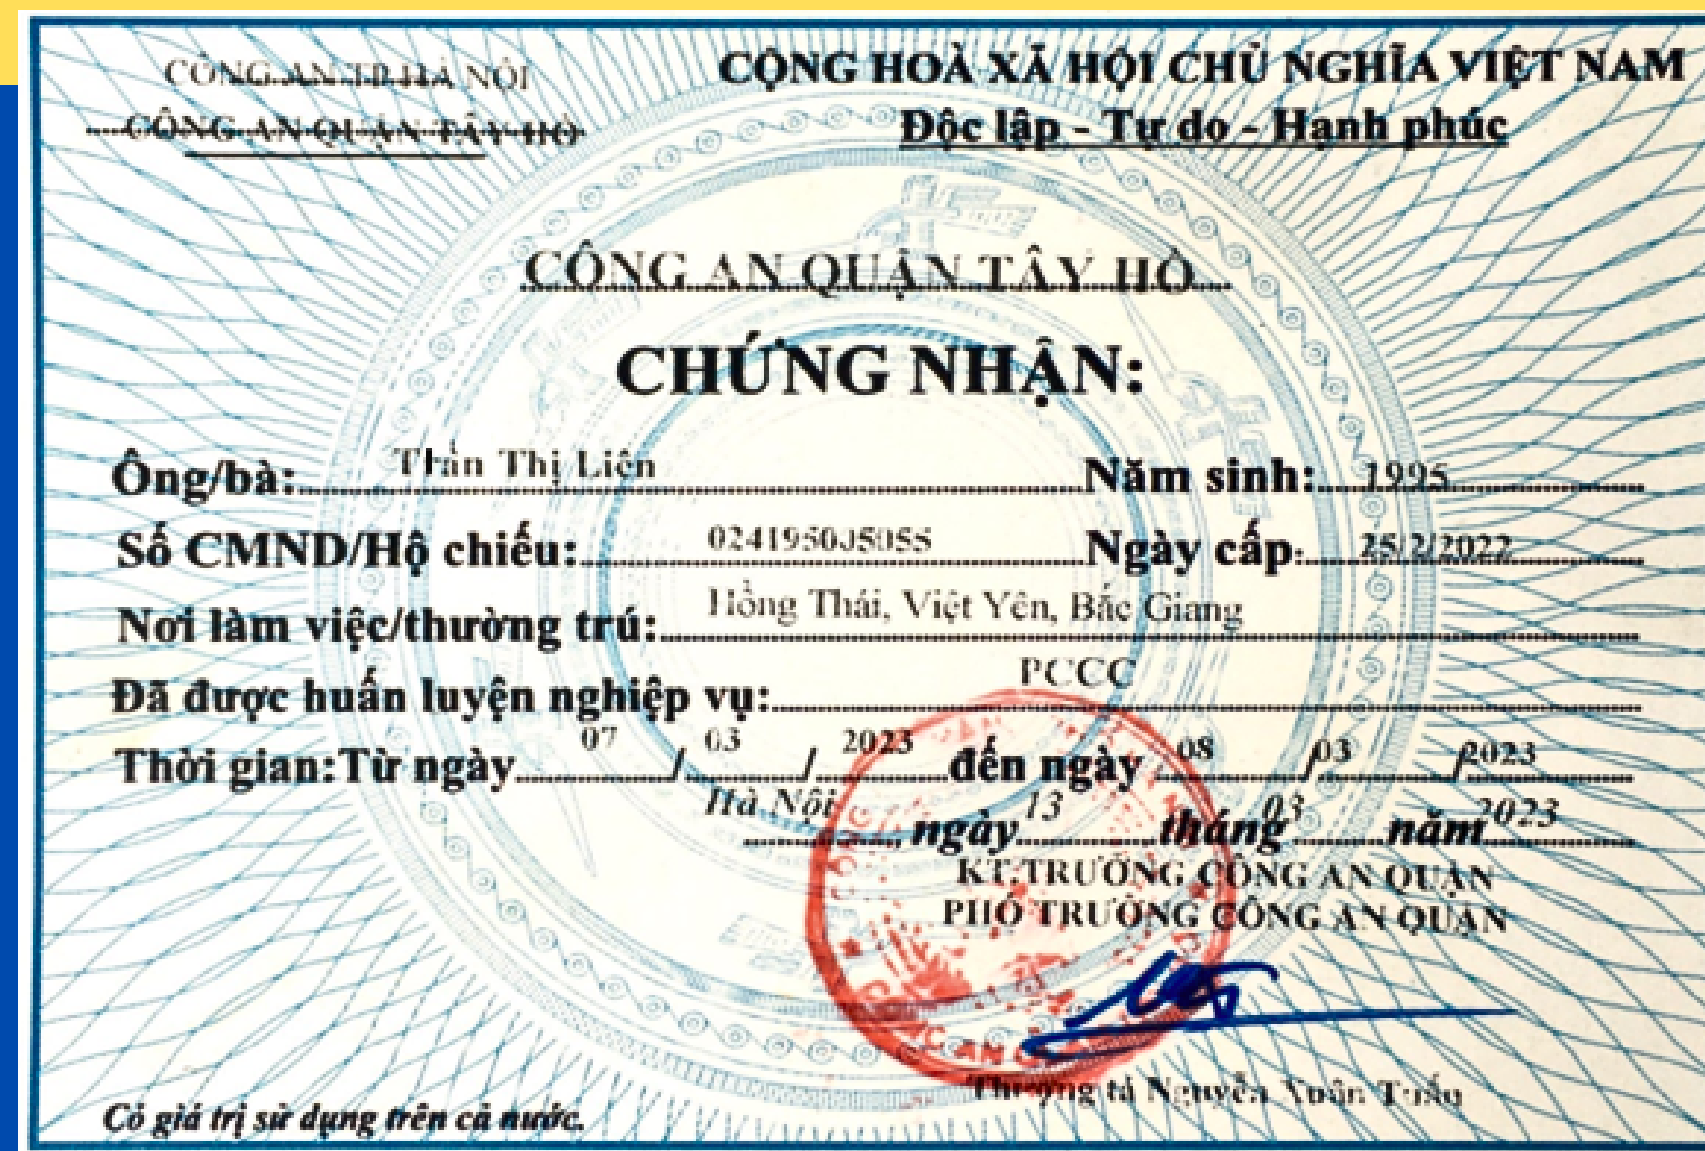 CÔNG AN TP HÀ NỘI
CÔNG AN QUẬN TÂY HỒ
CỘNG HOÀ XÃ HỘI CHỦ NGHĨA VIỆT NAM
Độc lập - Tự do - Hạnh phúc
CÔNG AN QUẬN TÂY HỒ
CHỨNG NHẬN:
Ông/bà: Thân Thị Liên Năm sinh: 1995
Số CMND/Hộ chiếu: Ngày cấp: 25/2/2022
Nơi làm việc/thường trú: Hồng Thái, Việt Yên, Bắc Giang
Đã được huấn luyện nghiệp vụ: PCCC
Thời gian: Từ ngày 07 / 03 / 2023 đến ngày 08 / 03 / 2023
Hà Nội, ngày 13 tháng 03 năm 2023
KT.TRƯỞNG CÔNG AN QUẬN
PHÓ TRƯỞNG CÔNG AN QUẬN
Thượng tá Nguyễn Xuân Tuấn
Có giá trị sử dụng trên cả nước.